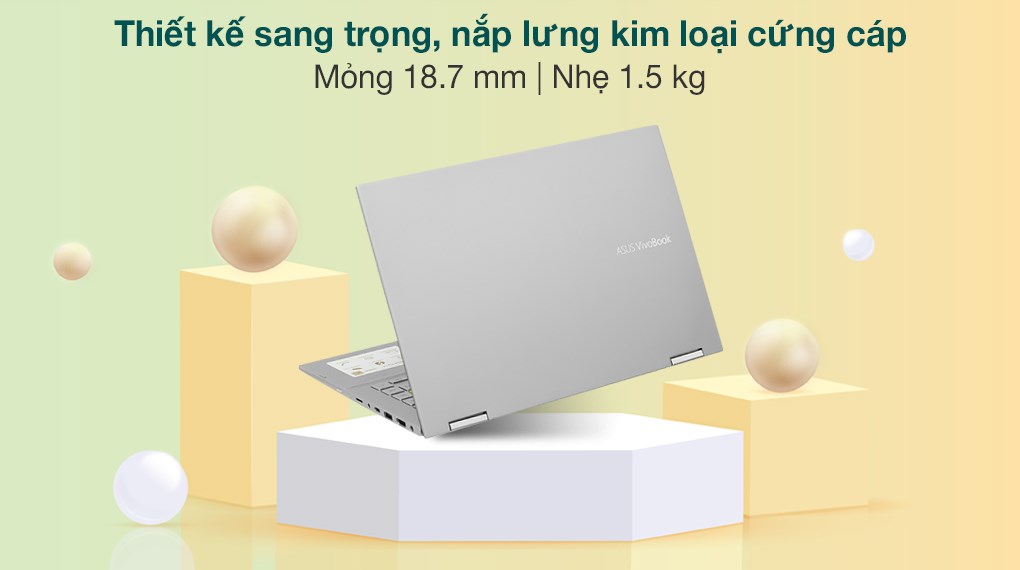 Thiết kế sang trọng, nắp lưng kim loại cứng cáp
Mỏng 18.7 mm | Nhẹ 1.5 kg
ASUS VivoBook